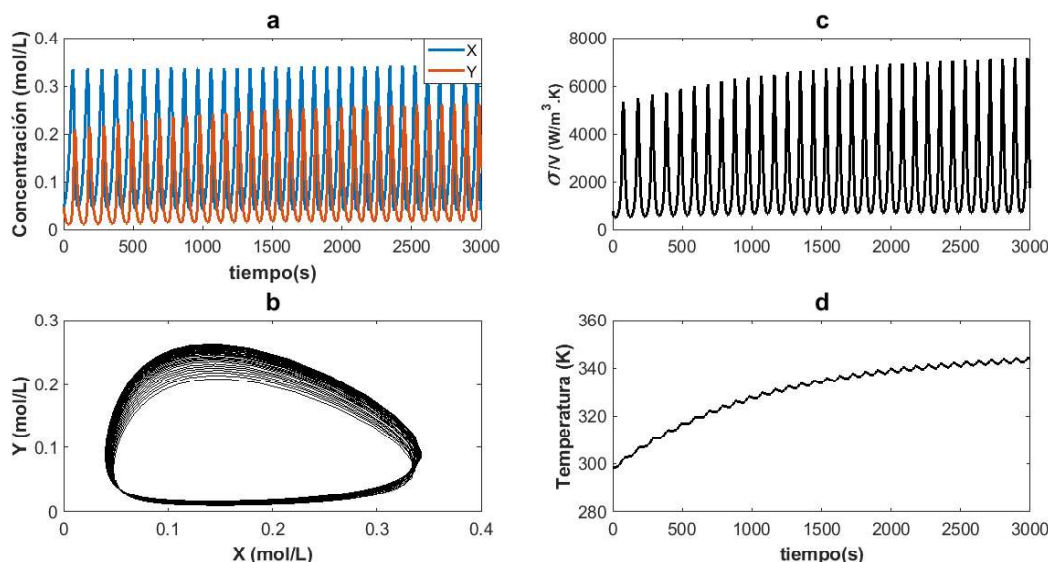 a
Concentración (mol/L)
0.4
0.3
0.2
0.1
0
X
Y
0 500 1000 1500 2000 2500 3000
tiempo(s)
c
σ/V (W/m³.K)
8000
6000
4000
2000
0
0 500 1000 1500 2000 2500 3000
b
Y (mol/L)
0.3
0.2
0.1
0
0 0.1 0.2 0.3 0.4
X (mol/L)
d
Temperatura (K)
360
340
320
300
280
0 500 1000 1500 2000 2500 3000
tiempo(s)